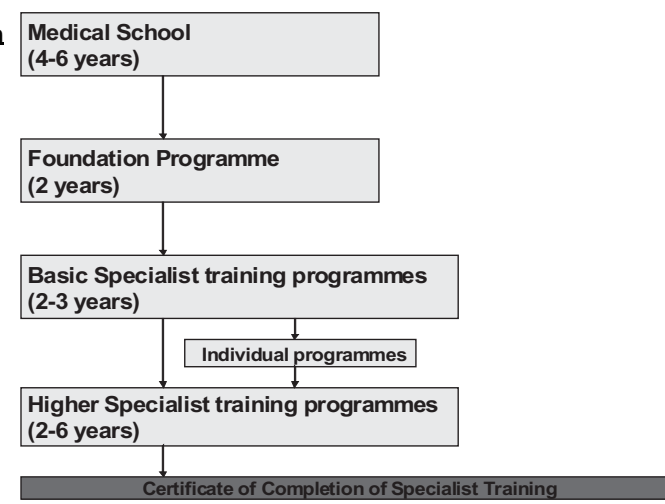 Medical School
(4-6 years)
Foundation Programme
(2 years)
Basic Specialist training programmes
(2-3 years)
Individual programmes
Higher Specialist training programmes
(2-6 years)
Certificate of Completion of Specialist Training